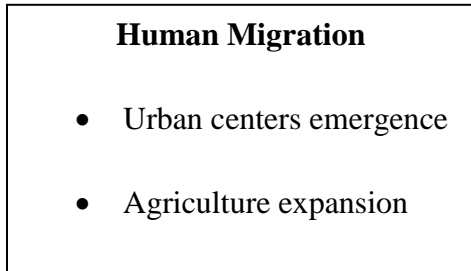 Human Migration
• Urban centers emergence
• Agriculture expansion